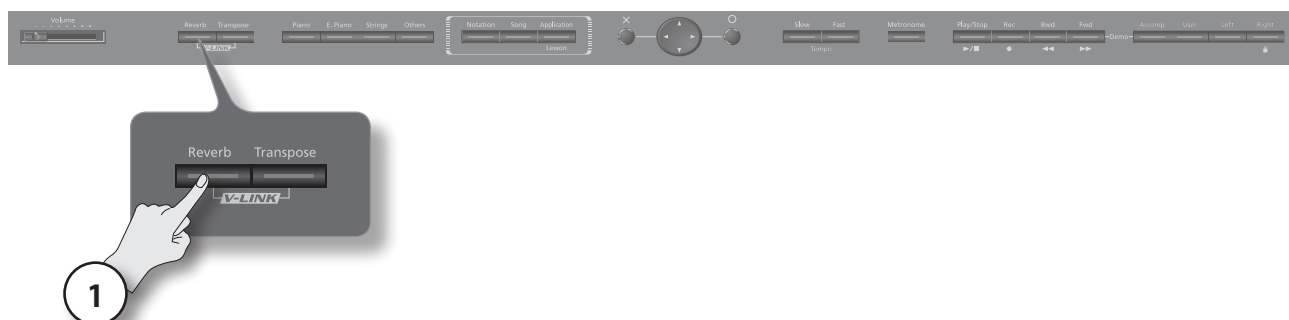 Volume
Reverb Transpose
V-LINK
Piano E. Piano Strings Others
Notation Song Application
Lesson
Slow Fast
Tempo
Metronome
Play/Stop Rec Bwd Fwd
Demo
Accomp User Left Right
Reverb Transpose
V-LINK
1